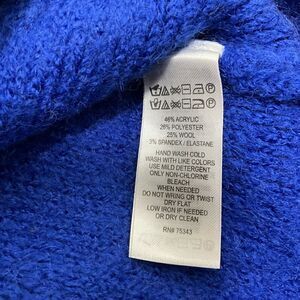 46% ACRYLIC
26% POLYESTER
25% WOOL
3% SPANDEX / ELASTANE
HAND WASH COLD
WASH WITH LIKE COLORS
USE MILD DETERGENT
ONLY NON-CHLORINE
BLEACH
WHEN NEEDED
DO NOT WRING OR TWIST
DRY FLAT
LOW IRON IF NEEDED
OR DRY CLEAN
RN# 75343